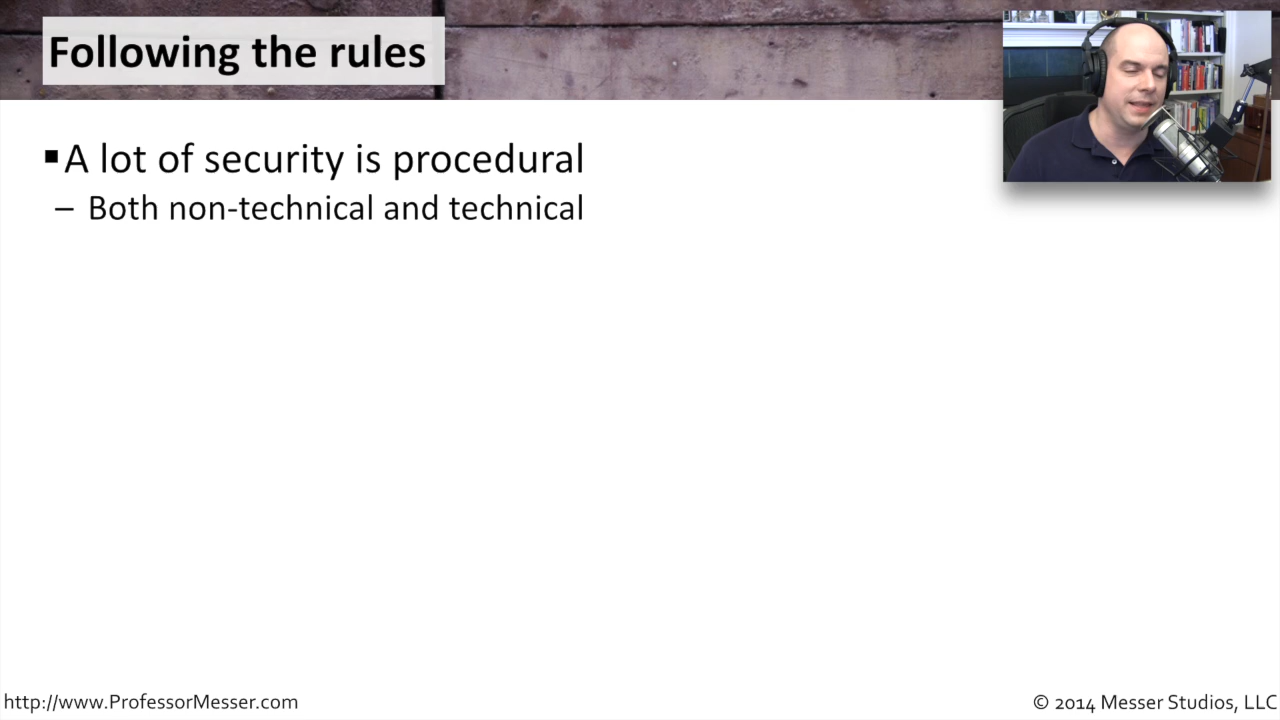 Following the rules
▪A lot of security is procedural
– Both non-technical and technical
http://www.ProfessorMesser.com
© 2014 Messer Studios, LLC